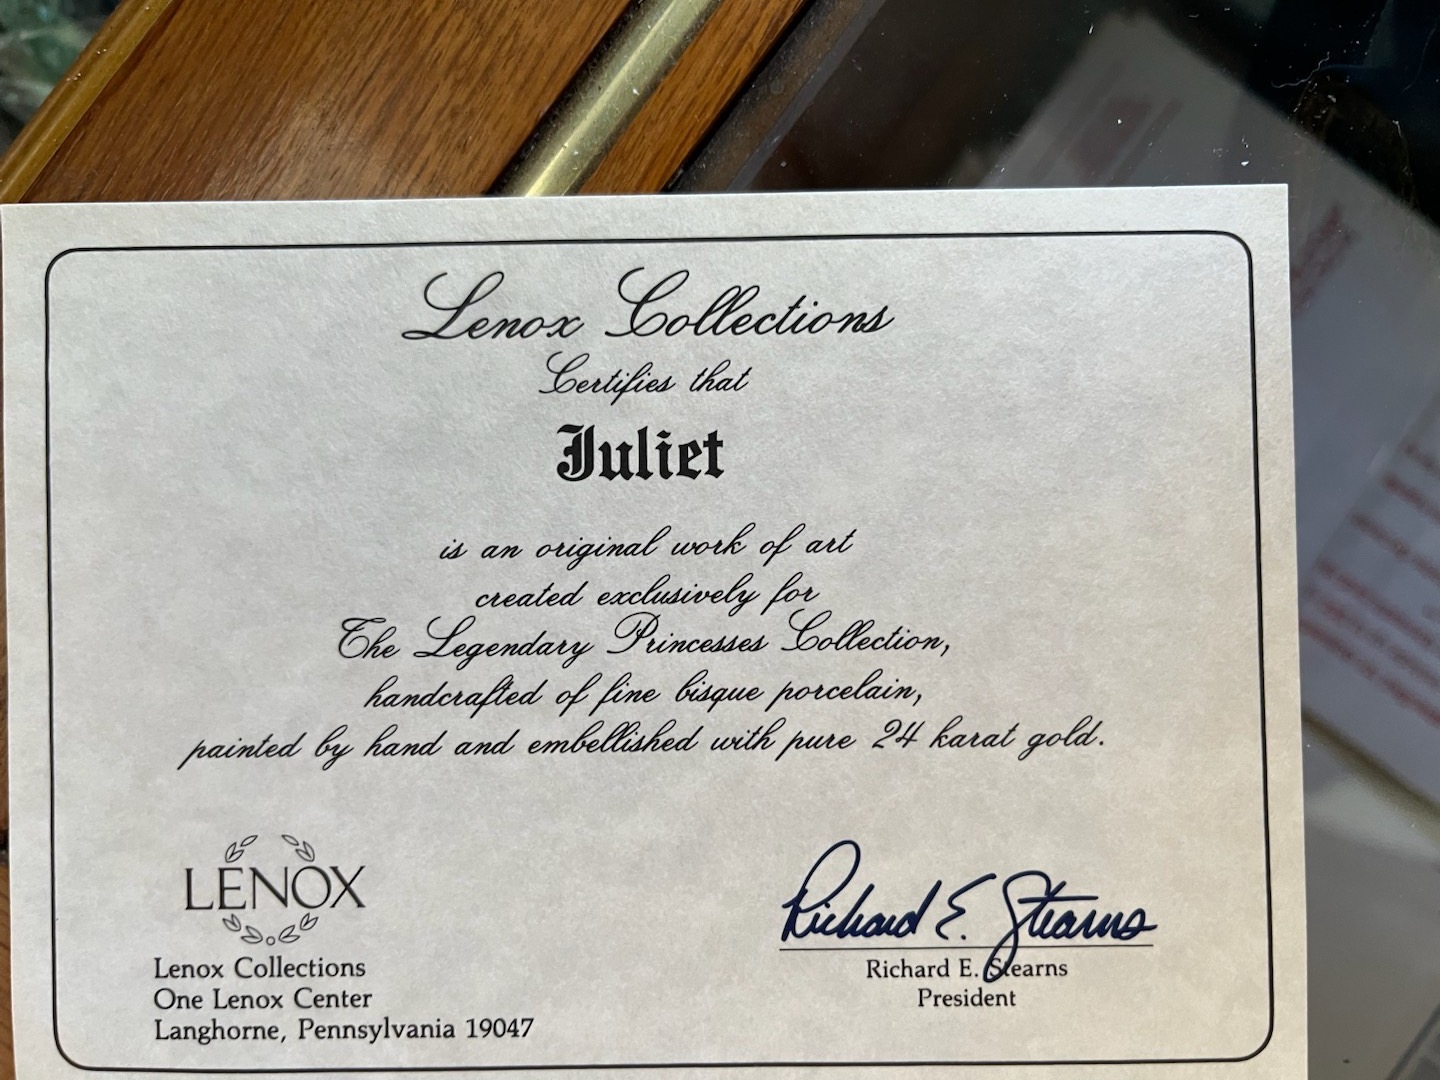 Lenox Collections
Certifies that
Juliet
is an original work of art
created exclusively for
The Legendary Princesses Collection,
handcrafted of fine bisque porcelain,
painted by hand and embellished with pure 24 karat gold.
LENOX
Lenox Collections
One Lenox Center
Langhorne, Pennsylvania 19047
Richard E. Stearns
Richard E. Stearns
President